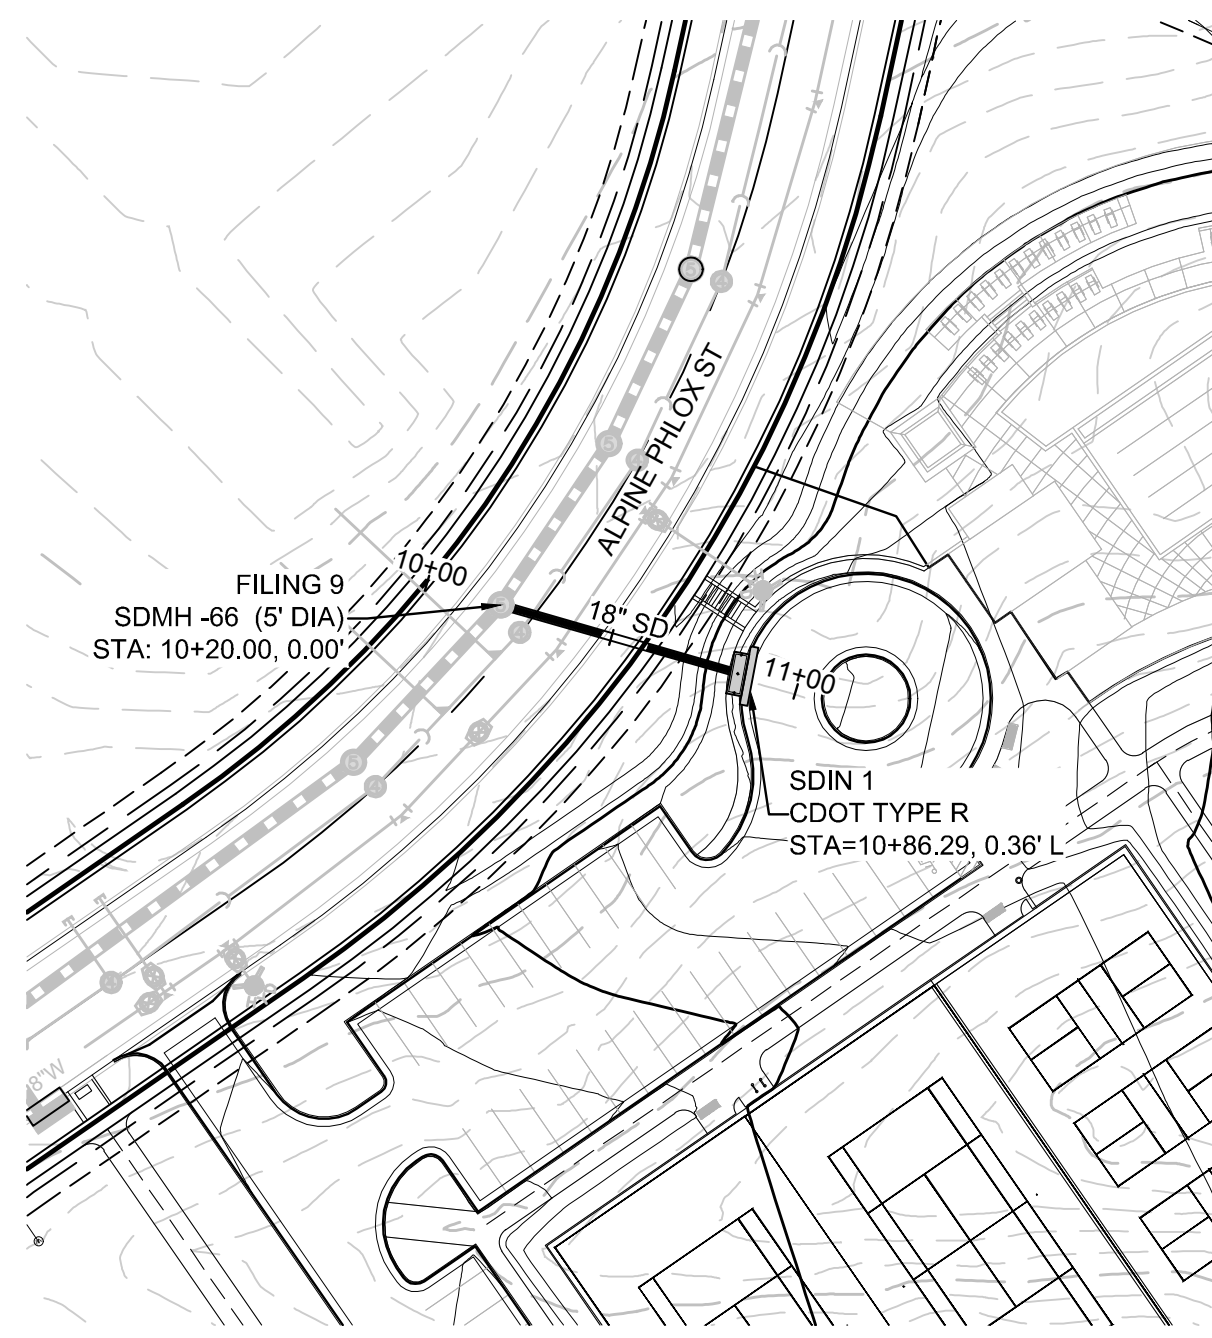 ALPINE PHLOX ST
10+00
FILING 9
SDMH -66 (5' DIA)
STA: 10+20.00, 0.00'
18" SD
11+00
SDIN 1
CDOT TYPE R
STA=10+86.29, 0.36' L
8"W